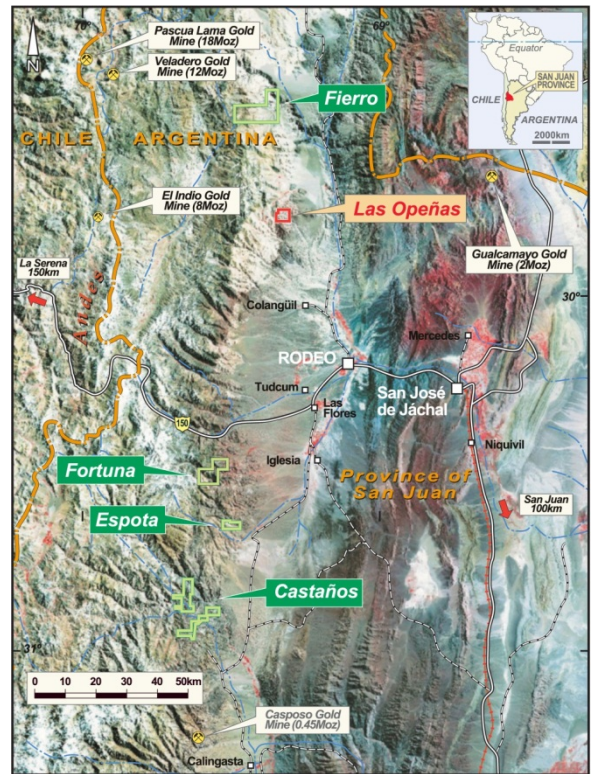 70°
69°
Pascua Lama Gold
Mine (18Moz)
Veladero Gold
Mine (12Moz)
N
Fierro
Equator
SAN JUAN
PROVINCE
CHILE
ARGENTINA
2000km
CHILE
ARGENTINA
El Indio Gold
Mine (8Moz)
Las Opeñas
Gualcamayo Gold
Mine (2Moz)
La Serena
150km
Andes
30°
Colangüil
Mercedes
RODEO
Tudcum
San José
de Jáchal
Las
Flores
150
Niquivil
Iglesia
Fortuna
Province of
San Juan
San Juan
100km
Espota
Castaños
31°
0 10 20 30 40 50km
Casposo Gold
Mine (0.45Moz)
Calingasta